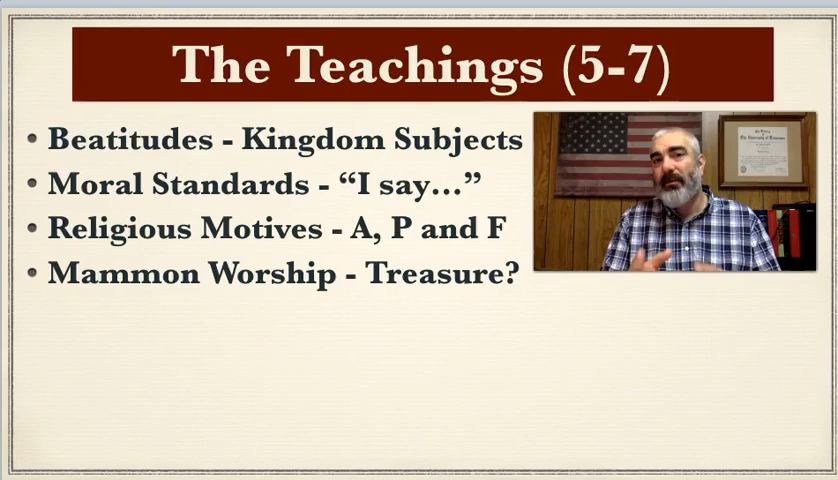 The Teachings (5-7)
• Beatitudes - Kingdom Subjects
• Moral Standards - “I say…”
• Religious Motives - A, P and F
• Mammon Worship - Treasure?